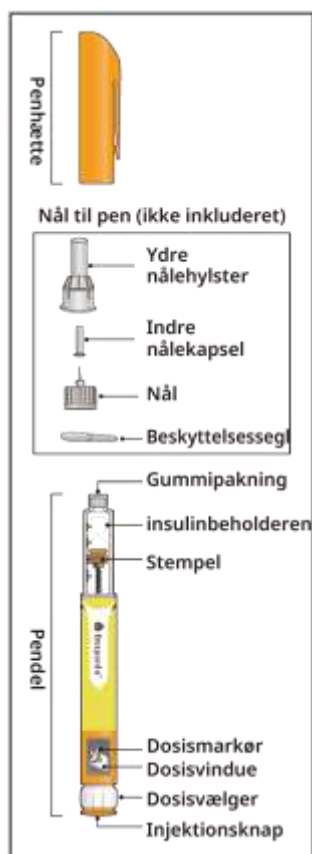 Penhætte
Nål til pen (ikke inkluderet)
Ydre
nålehylster
Indre
nålekapsel
Nål
Beskyttelsessegl
Gummipakning
insulinbeholderen
Stempel
Pendel
Dosismarkør
Dosisvindue
Dosisvælger
Injektionsknap